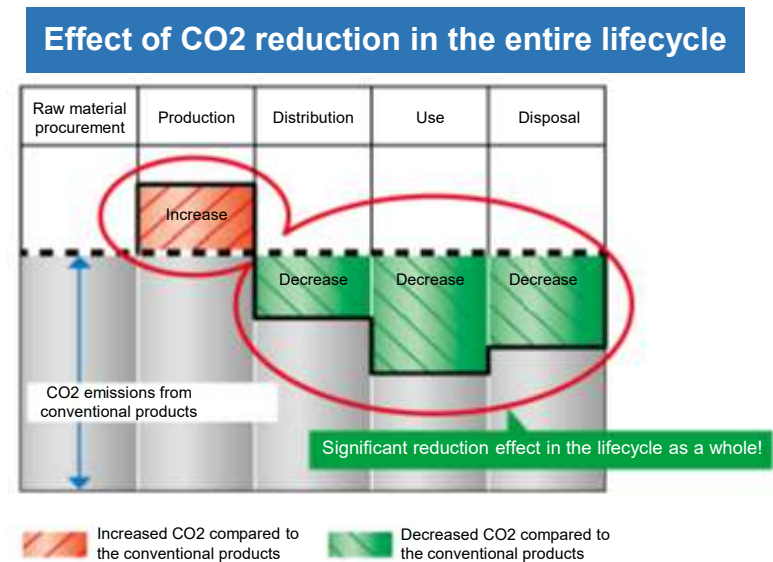 Effect of CO2 reduction in the entire lifecycle
Raw material
procurement
Production
Distribution
Use
Disposal
Increase
Decrease
Decrease
Decrease
CO2 emissions from
conventional products
Significant reduction effect in the lifecycle as a whole!
Increased CO2 compared to
the conventional products
Decreased CO2 compared to
the conventional products